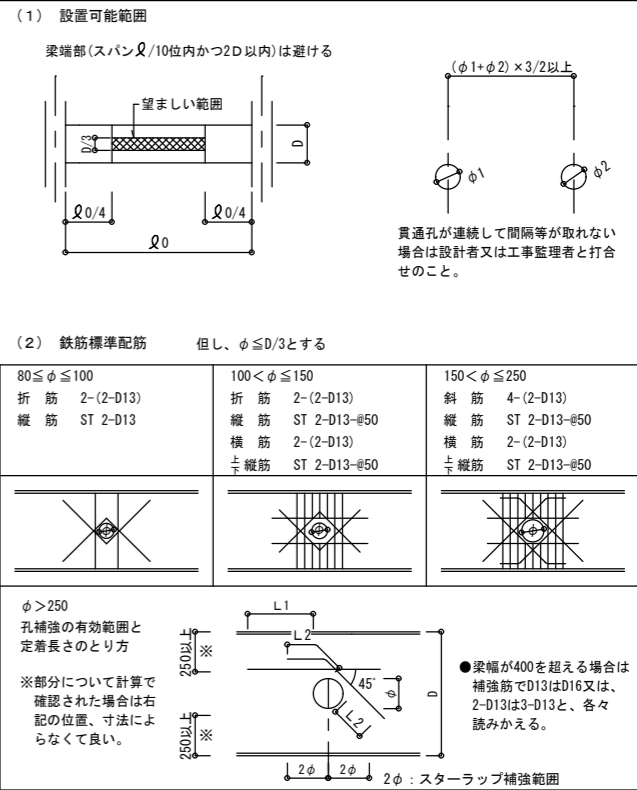 (1) 設置可能範囲
梁端部(スパンℓ/10位内かつ2D以内)は避ける
望ましい範囲
D/3
D
ℓ0/4
ℓ0/4
ℓ0
(φ1+φ2)×3/2以上
φ1
φ2
貫通孔が連続して間隔等が取れない
場合は設計者又は工事監理者と打合
せのこと。
(2) 鉄筋標準配筋 但し、φ≦D/3とする
80≦φ≦100
折 筋 2-(2-D13)
縦 筋 ST 2-D13
100<φ≦150
折 筋 2-(2-D13)
縦 筋 ST 2-D13-@50
横 筋 2-(2-D13)
上下縦筋 ST 2-D13-@50
150<φ≦250
斜 筋 4-(2-D13)
縦 筋 ST 2-D13-@50
横 筋 2-(2-D13)
上下縦筋 ST 2-D13-@50
φ
φ
φ
φ>250
孔補強の有効範囲と
定着長さのとり方
※部分について計算で
確認された場合は右
記の位置、寸法によ
らなくて良い。
L1
L2
250以上
※
45°
φ
D
L2
250以上
※
2φ
2φ
2φ:スターラップ補強範囲
●梁幅が400を超える場合は
補強筋でD13はD16又は、
2-D13は3-D13と、各々
読みかえる。